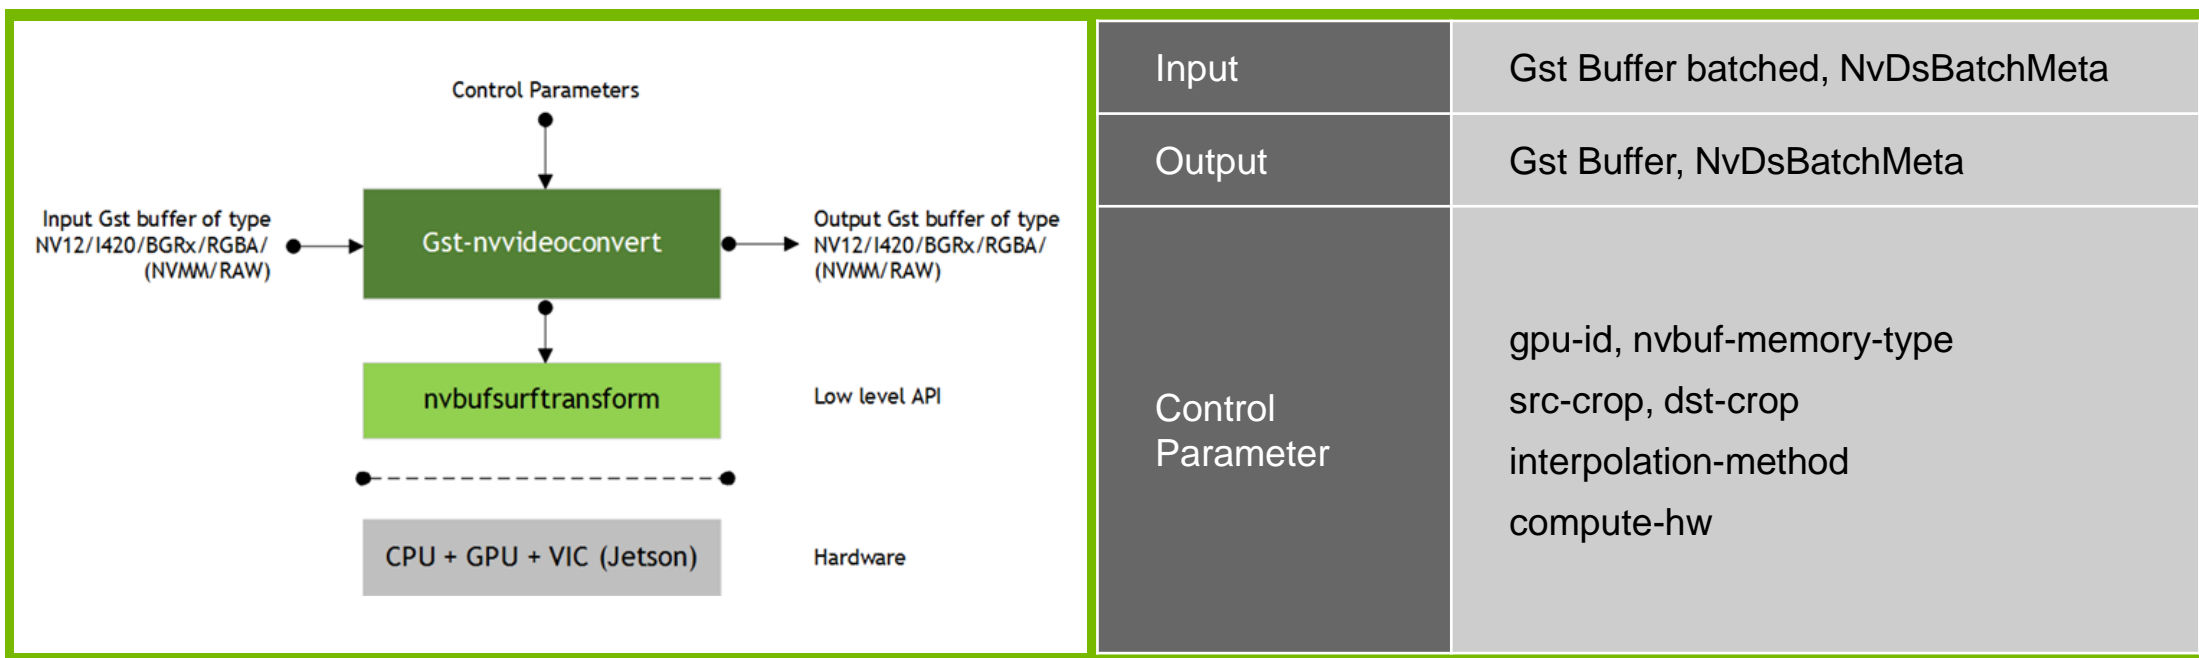 Control Parameters
Input Gst buffer of type
NV12/I420/BGRx/RGBA/
(NVMM/RAW)
Gst-nvvideoconvert
Output Gst buffer of type
NV12/I420/BGRx/RGBA/
(NVMM/RAW)
nvbufsurftransform
Low level API
CPU + GPU + VIC (Jetson)
Hardware
Input
Gst Buffer batched, NvDsBatchMeta
Output
Gst Buffer, NvDsBatchMeta
Control
Parameter
gpu-id, nvbuf-memory-type
src-crop, dst-crop
interpolation-method
compute-hw